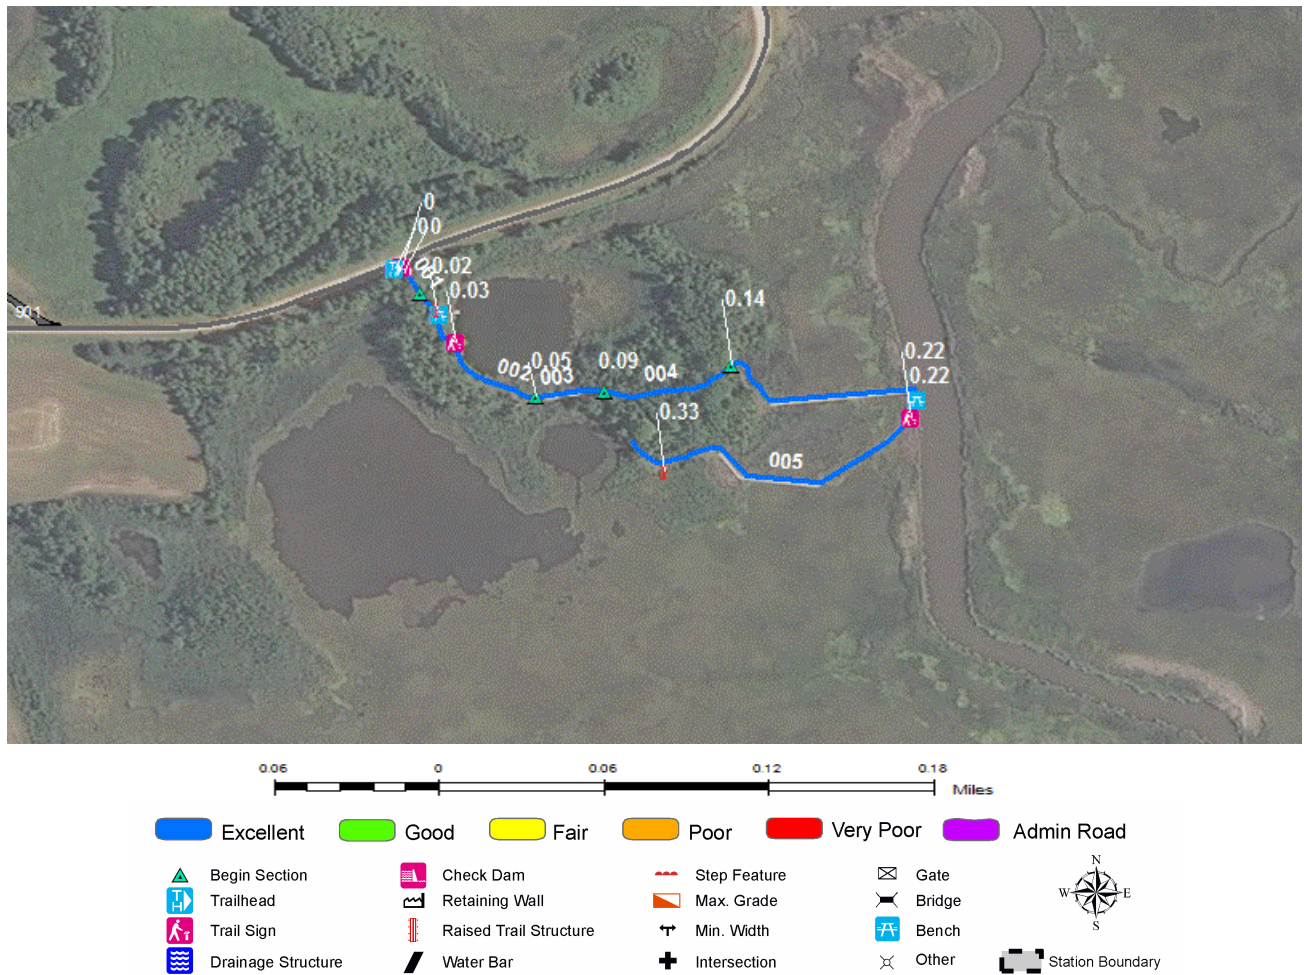 0
00
001
0.02
0.03
0.14
901
0.22
0.05
0.09
002
003
004
0.22
0.33
005
0.06 0 0.06 0.12 0.18
Miles
Excellent Good Fair Poor Very Poor Admin Road
Begin Section Check Dam Step Feature Gate
Trailhead Retaining Wall Max. Grade Bridge
Trail Sign Raised Trail Structure Min. Width Bench
Drainage Structure Water Bar Intersection Other Station Boundary
N
W E
S